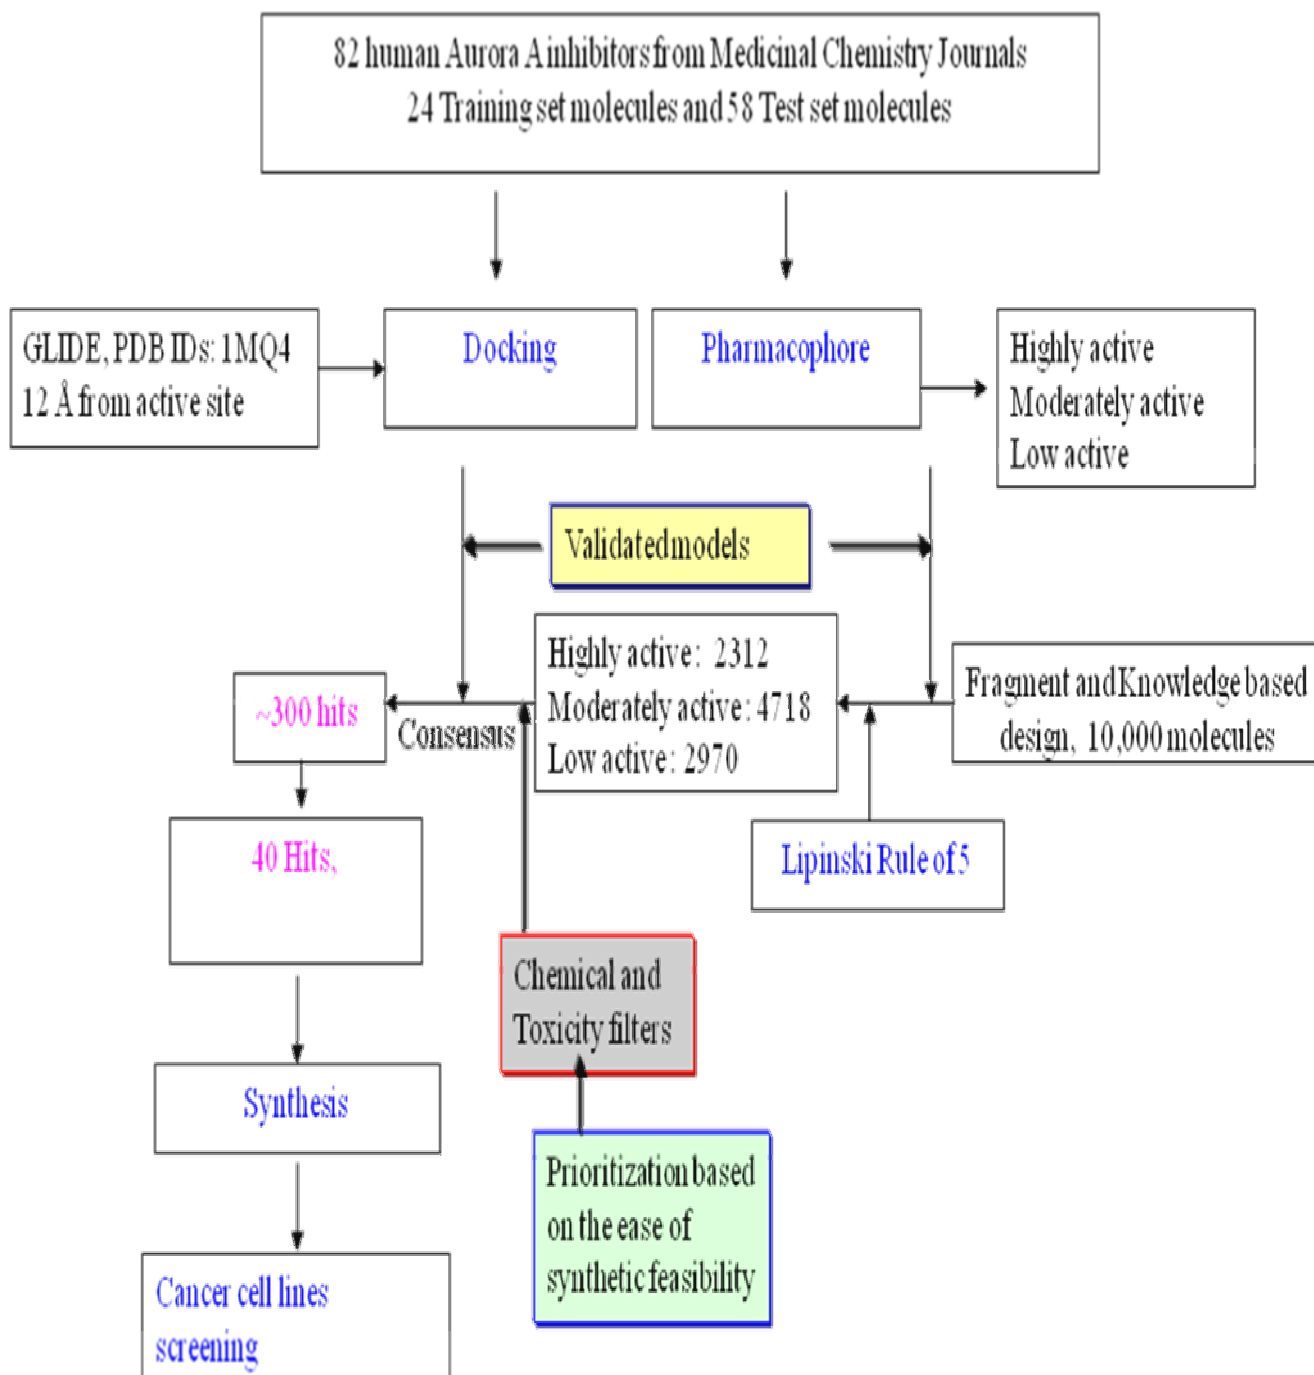 82 human Aurora A inhibitors from Medicinal Chemistry Journals
24 Training set molecules and 58 Test set molecules
GLIDE, PDB IDs: 1MQ4
12 Å from active site
Docking
Pharmacophore
Highly active
Moderately active
Low active
Validated models
Highly active: 2312
Moderately active: 4718
Low active: 2970
Fragment and Knowledge based
design, 10,000 molecules
~300 hits
Consensus
40 Hits,
Lipinski Rule of 5
Chemical and
Toxicity filters
Synthesis
Prioritization based
on the ease of
synthetic feasibility
Cancer cell lines
screening